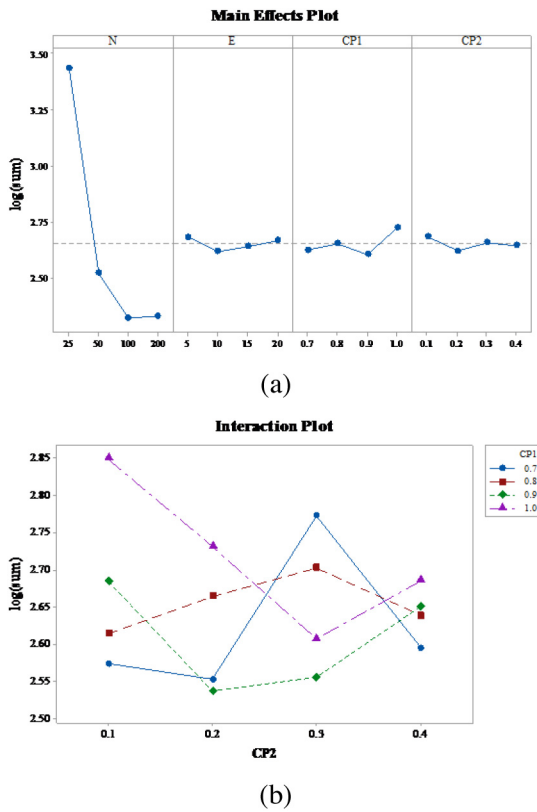 Main Effects Plot
N E CP1 CP2
3.50
3.25
3.00
2.75
2.50
log(sum)
25 50 100 200 5 10 15 20 0.7 0.8 0.9 1.0 0.1 0.2 0.3 0.4
(a)
Interaction Plot
2.85
2.80
2.75
2.70
2.65
2.60
2.55
2.50
log(sum)
0.1 0.2 0.3 0.4
CP2
CP1
0.7
0.8
0.9
1.0
(b)